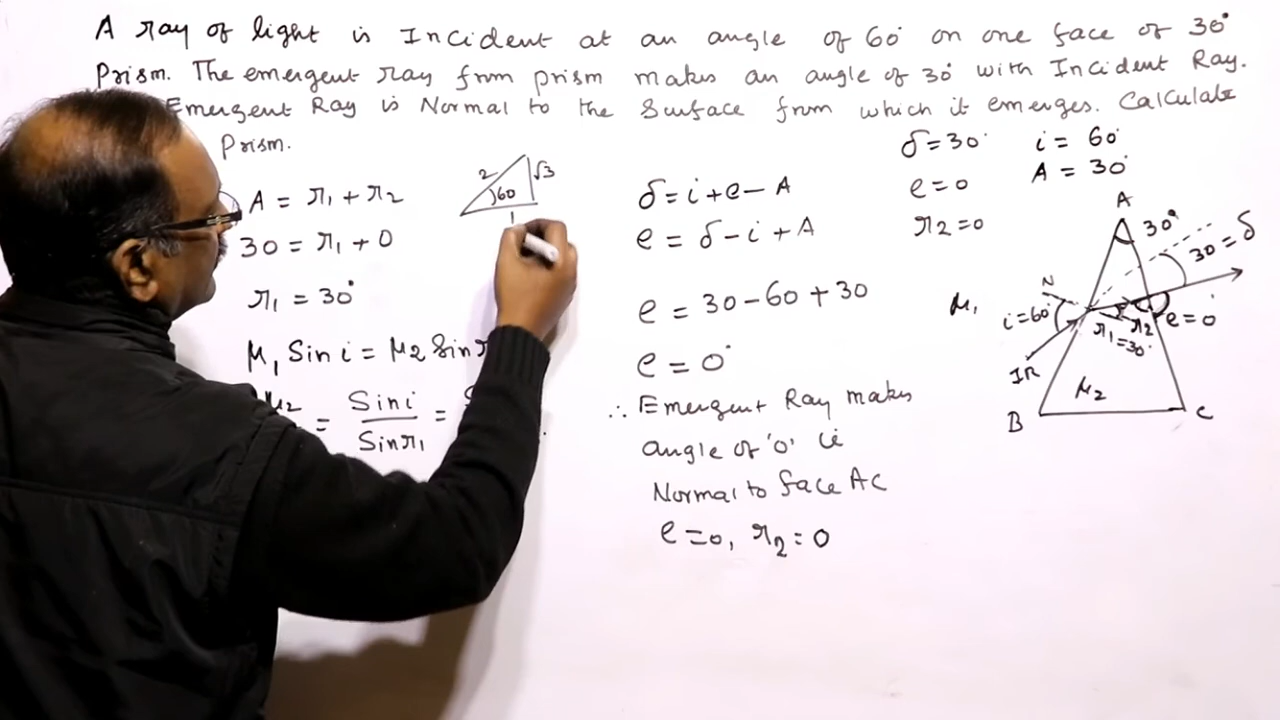 A ray of light is Incident at an angle of 60° on one face of 30°
Prism. The emergent ray from prism makes an angle of 30° with Incident Ray.
Emergent Ray is Normal to the Surface from which it emerges. Calculate
Prism.
A = r₁ + r₂
30 = r₁ + 0
r₁ = 30°
μ₁ Sin i = μ₂ Sin r
μ₂ = Sin i / Sin r₁ =
2 √3
60
1
δ = i + e - A
e = δ - i + A
e = 30 - 60 + 30
e = 0°
∴ Emergent Ray makes
angle of '0' ie
Normal to face AC
e = 0, r₂ = 0
δ = 30° i = 60°
e = 0 A = 30°
r₂ = 0
A
30°
30 = δ
N
μ₁
i = 60°
r₂ e = 0°
r₁ = 30°
IR
μ₂
B C